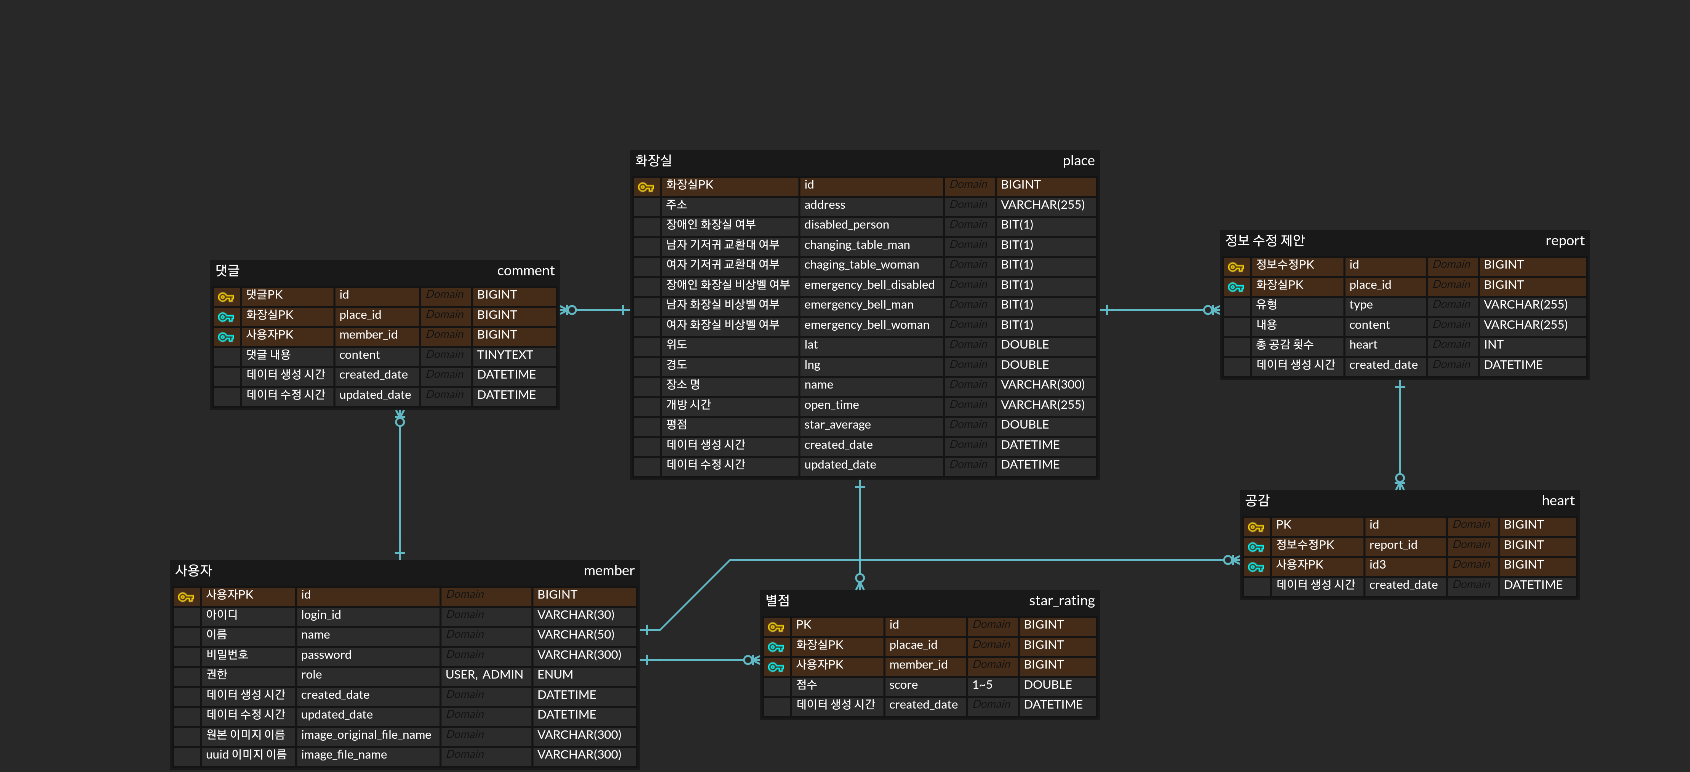 화장실 place
화장실PK id Domain BIGINT
주소 address Domain VARCHAR(255)
장애인 화장실 여부 disabled_person Domain BIT(1)
남자 기저귀 교환대 여부 changing_table_man Domain BIT(1)
여자 기저귀 교환대 여부 chaging_table_woman Domain BIT(1)
장애인 화장실 비상벨 여부 emergency_bell_disabled Domain BIT(1)
남자 화장실 비상벨 여부 emergency_bell_man Domain BIT(1)
여자 화장실 비상벨 여부 emergency_bell_woman Domain BIT(1)
위도 lat Domain DOUBLE
경도 lng Domain DOUBLE
장소 명 name Domain VARCHAR(300)
개방 시간 open_time Domain VARCHAR(255)
평점 star_average Domain DOUBLE
데이터 생성 시간 created_date Domain DATETIME
데이터 수정 시간 updated_date Domain DATETIME
정보 수정 제안 report
정보수정PK id Domain BIGINT
화장실PK place_id Domain BIGINT
유형 type Domain VARCHAR(255)
내용 content Domain VARCHAR(255)
총 공감 횟수 heart Domain INT
데이터 생성 시간 created_date Domain DATETIME
댓글 comment
댓글PK id Domain BIGINT
화장실PK place_id Domain BIGINT
사용자PK member_id Domain BIGINT
댓글 내용 content Domain TINYTEXT
데이터 생성 시간 created_date Domain DATETIME
데이터 수정 시간 updated_date Domain DATETIME
공감 heart
PK id Domain BIGINT
정보수정PK report_id Domain BIGINT
사용자PK id3 Domain BIGINT
데이터 생성 시간 created_date Domain DATETIME
사용자 member
사용자PK id Domain BIGINT
아이디 login_id Domain VARCHAR(30)
이름 name Domain VARCHAR(50)
비밀번호 password Domain VARCHAR(300)
권한 role USER, ADMIN ENUM
데이터 생성 시간 created_date Domain DATETIME
데이터 수정 시간 updated_date Domain DATETIME
원본 이미지 이름 image_original_file_name Domain VARCHAR(300)
uuid 이미지 이름 image_file_name Domain VARCHAR(300)
별점 star_rating
PK id Domain BIGINT
화장실PK placae_id Domain BIGINT
사용자PK member_id Domain BIGINT
점수 score 1~5 DOUBLE
데이터 생성 시간 created_date Domain DATETIME